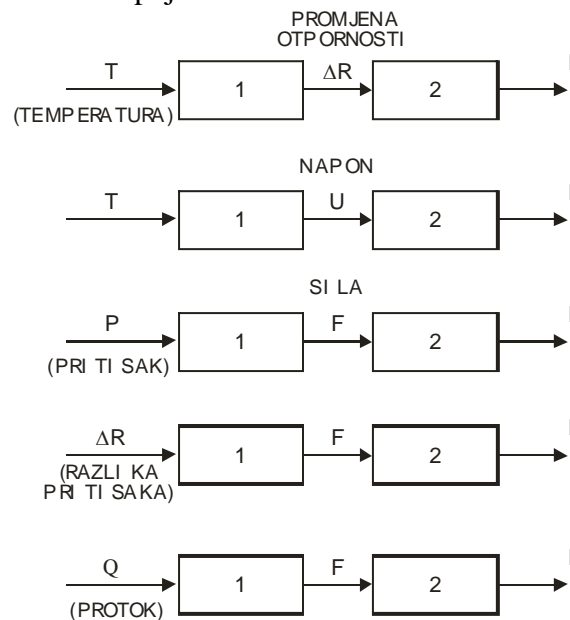 PROMJENA
OTPORNOSTI
T 1 ΔR 2
(TEMPERATURA)
NAPON
T 1 U 2
SILA
P 1 F 2
(PRITISAK)
ΔR 1 F 2
(RAZLIKA
PRITISAKA)
Q 1 F 2
(PROTOK)